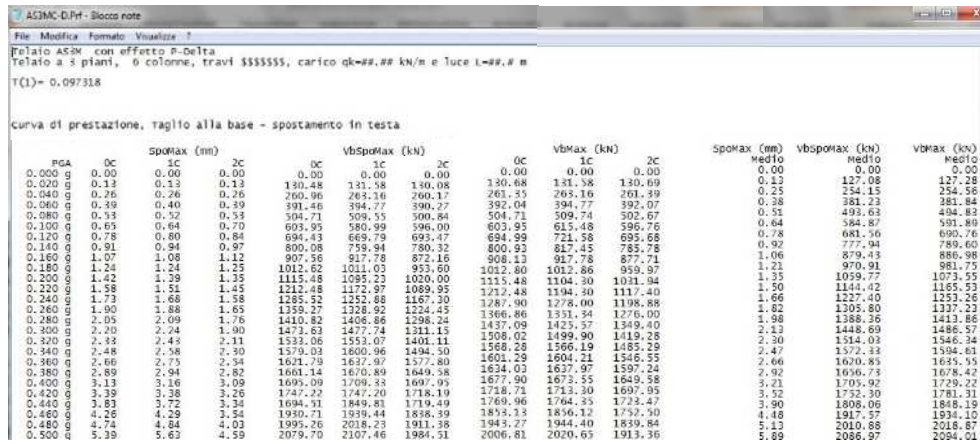 AS3MC-D.Prf - Blocco note
File Modifica Formato Visualizza ?
Telaio AS3M con effetto P-Delta
Telaio a 3 piani, 6 colonne, travi $$$$$$$, carico qk=##.## kN/m e luce L=##.# m
T(1)= 0.097318
Curva di prestazione, Taglio alla base - spostamento in testa
SpoMax (mm) VbSpoMax (kN) VbMax (kN) SpoMax (mm) VbSpoMax (kN) VbMax (kN)
PGA 0C 1C 2C 0C 1C 2C 0C 1C 2C Medio Medio Medio
0.000 g 0.00 0.00 0.00 0.00 0.00 0.00 0.00 0.00 0.00 0.00 0.00 0.00
0.020 g 0.13 0.13 0.13 130.48 131.58 130.08 130.68 131.58 130.69 0.13 127.08 127.28
0.040 g 0.26 0.26 0.26 260.96 263.16 260.17 261.35 263.16 261.39 0.25 254.15 254.56
0.060 g 0.39 0.40 0.39 391.46 394.77 390.27 392.04 394.77 392.07 0.38 381.23 381.84
0.080 g 0.53 0.52 0.53 504.71 509.55 500.84 504.71 509.74 502.67 0.51 493.63 494.83
0.100 g 0.65 0.64 0.70 603.95 580.99 596.00 603.95 615.48 596.76 0.64 584.87 591.89
0.120 g 0.78 0.80 0.84 694.43 669.79 693.47 694.99 721.58 695.68 0.78 681.56 690.76
0.140 g 0.91 0.94 0.97 800.08 759.94 780.32 800.93 817.45 785.78 0.92 777.94 789.60
0.160 g 1.07 1.08 1.12 907.56 917.78 872.16 908.13 917.78 877.71 1.06 879.43 886.98
0.180 g 1.24 1.24 1.25 1012.62 1011.03 953.60 1012.80 1012.86 959.97 1.21 970.91 981.75
0.200 g 1.42 1.39 1.35 1115.48 1095.23 1020.00 1115.48 1104.30 1031.94 1.35 1059.77 1073.55
0.220 g 1.58 1.51 1.45 1212.48 1172.97 1089.95 1212.48 1194.30 1117.40 1.50 1144.42 1165.53
0.240 g 1.73 1.68 1.58 1285.52 1252.88 1167.30 1287.90 1278.00 1198.88 1.66 1227.40 1253.20
0.260 g 1.90 1.88 1.65 1359.27 1328.92 1224.45 1366.86 1351.34 1276.00 1.82 1305.80 1337.23
0.280 g 2.05 2.09 1.76 1410.82 1406.86 1298.24 1437.09 1425.57 1349.40 1.98 1388.36 1413.86
0.300 g 2.20 2.24 1.90 1473.63 1477.74 1311.15 1508.02 1499.90 1419.28 2.13 1448.69 1486.57
0.320 g 2.33 2.43 2.11 1533.06 1553.07 1401.11 1568.28 1566.19 1485.29 2.30 1514.03 1546.34
0.340 g 2.48 2.58 2.30 1579.03 1600.96 1494.50 1601.29 1604.21 1546.55 2.47 1572.33 1594.61
0.360 g 2.66 2.75 2.54 1621.79 1637.97 1577.80 1634.03 1637.97 1597.24 2.66 1620.85 1635.55
0.380 g 2.89 2.94 2.82 1661.14 1670.89 1649.58 1677.90 1673.55 1649.58 2.92 1656.73 1678.42
0.400 g 3.13 3.16 3.09 1695.09 1709.33 1697.95 1718.71 1713.30 1697.95 3.21 1705.92 1729.22
0.420 g 3.39 3.38 3.26 1747.27 1747.20 1718.19 1769.96 1764.35 1723.47 3.52 1752.30 1781.31
0.440 g 3.83 3.72 3.34 1694.51 1849.81 1719.49 1853.13 1856.12 1752.50 3.90 1808.06 1848.19
0.460 g 4.26 4.29 3.54 1930.71 1939.44 1838.39 1943.27 1944.40 1839.84 4.48 1917.57 1934.10
0.480 g 4.74 4.84 4.03 1995.26 2018.23 1911.38 2006.81 2020.65 1913.36 5.13 2010.88 2018.85
0.500 g 5.39 5.63 4.59 2079.70 2107.46 1984.51 5.89 2086.97 2094.01